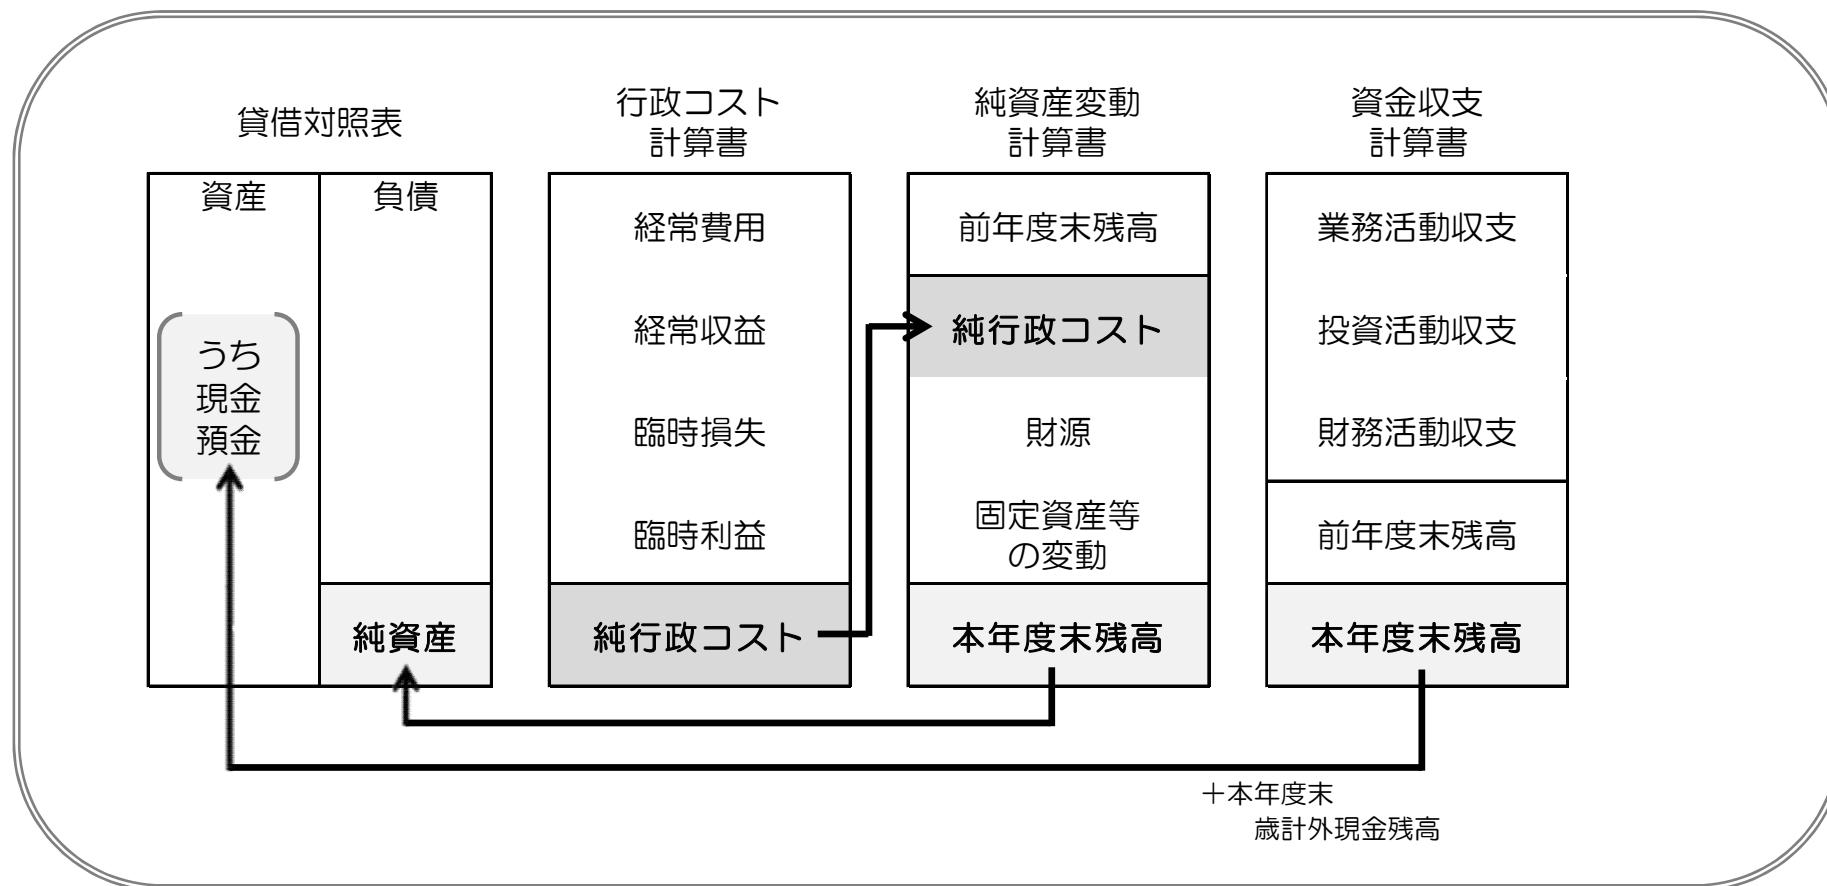 貸借対照表
資産
負債
うち
現金
預金
純資産
行政コスト
計算書
経常費用
経常収益
臨時損失
臨時利益
純行政コスト
純資産変動
計算書
前年度末残高
純行政コスト
財源
固定資産等
の変動
本年度末残高
資金収支
計算書
業務活動収支
投資活動収支
財務活動収支
前年度末残高
本年度末残高
＋本年度末
歳計外現金残高